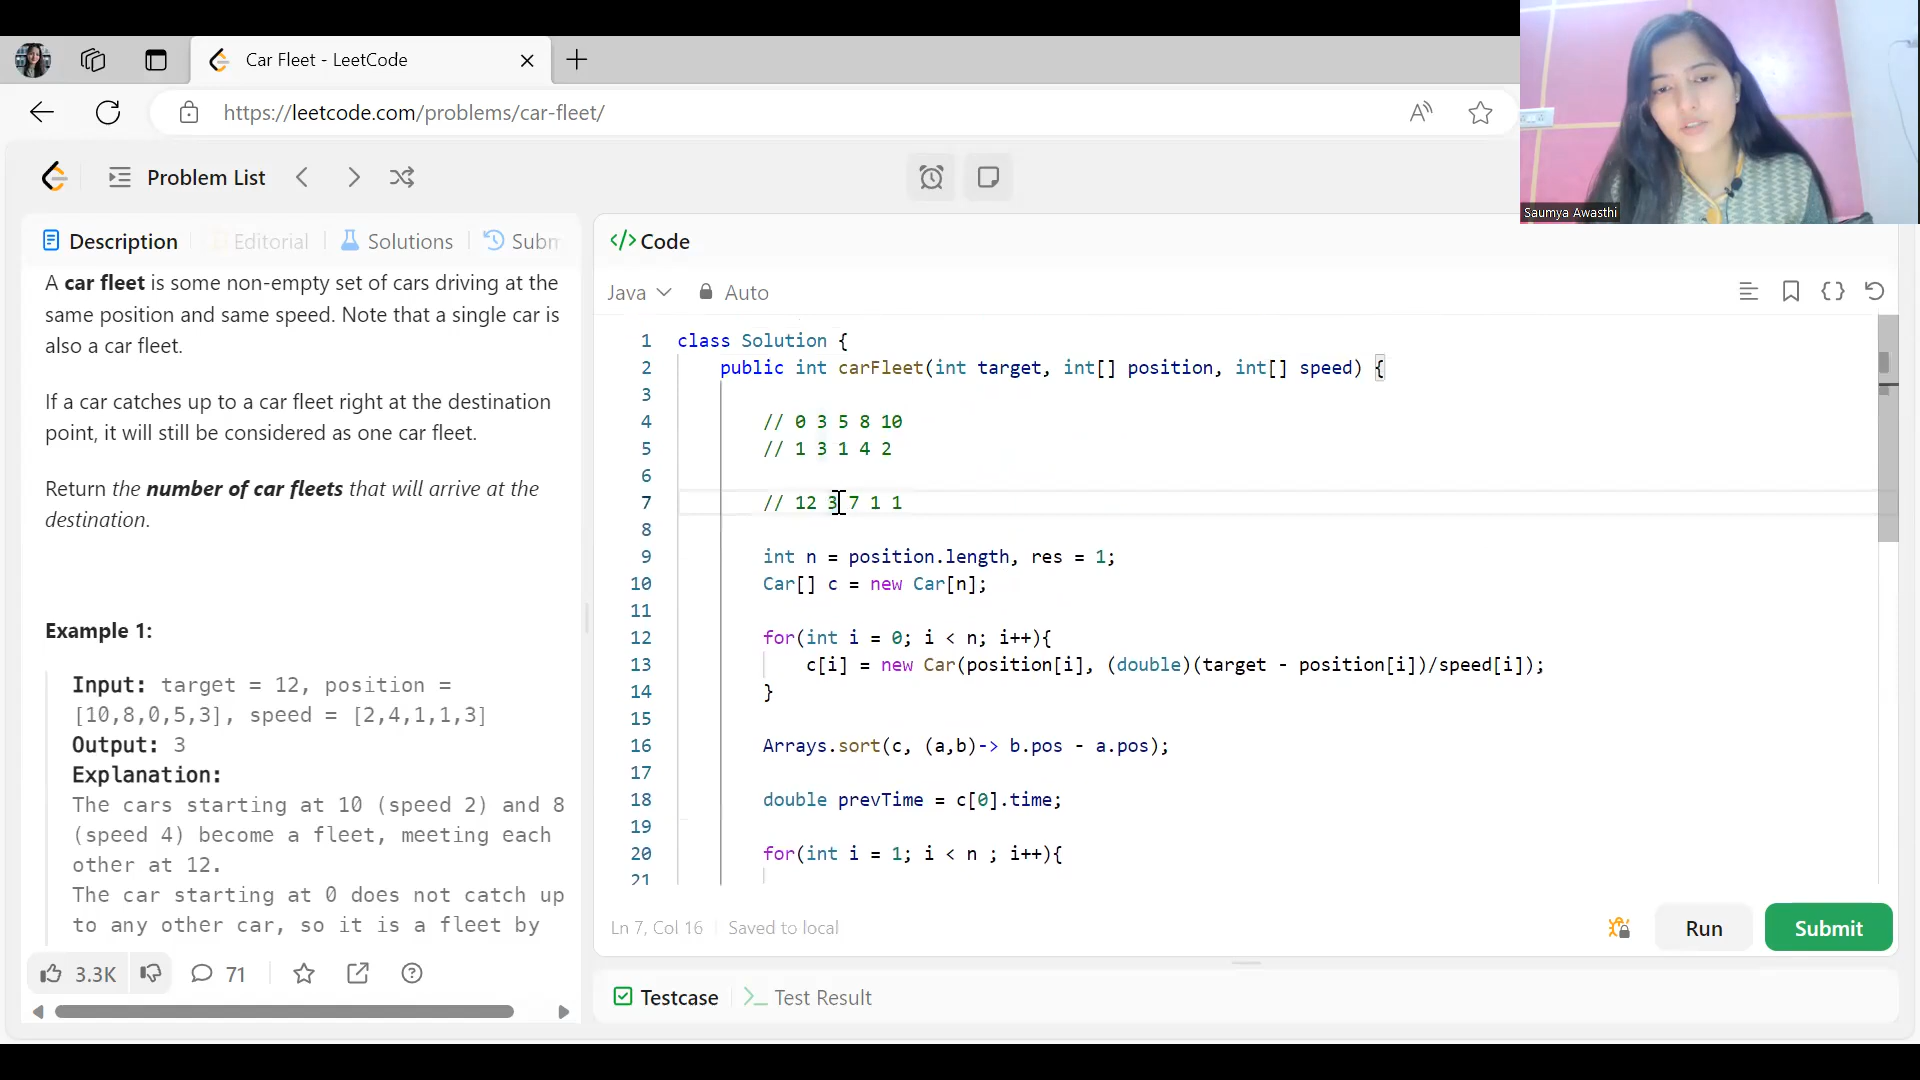 Car Fleet - LeetCode
https://leetcode.com/problems/car-fleet/
Saumya Awasthi
Problem List
Description
Editorial
Solutions
Subm
A car fleet is some non-empty set of cars driving at the
same position and same speed. Note that a single car is
also a car fleet.
If a car catches up to a car fleet right at the destination
point, it will still be considered as one car fleet.
Return the number of car fleets that will arrive at the
destination.
Example 1:
Input: target = 12, position =
[10,8,0,5,3], speed = [2,4,1,1,3]
Output: 3
Explanation:
The cars starting at 10 (speed 2) and 8
(speed 4) become a fleet, meeting each
other at 12.
The car starting at 0 does not catch up
to any other car, so it is a fleet by
3.3K
71
</> Code
Java
Auto
1 class Solution {
2 public int carFleet(int target, int[] position, int[] speed) {
3
4 // 0 3 5 8 10
5 // 1 3 1 4 2
6
7 // 12 3 7 1 1
8
9 int n = position.length, res = 1;
10 Car[] c = new Car[n];
11
12 for(int i = 0; i < n; i++){
13 c[i] = new Car(position[i], (double)(target - position[i])/speed[i]);
14 }
15
16 Arrays.sort(c, (a,b)-> b.pos - a.pos);
17
18 double prevTime = c[0].time;
19
20 for(int i = 1; i < n ; i++){
21
Ln 7, Col 16
Saved to local
Run
Submit
Testcase
Test Result